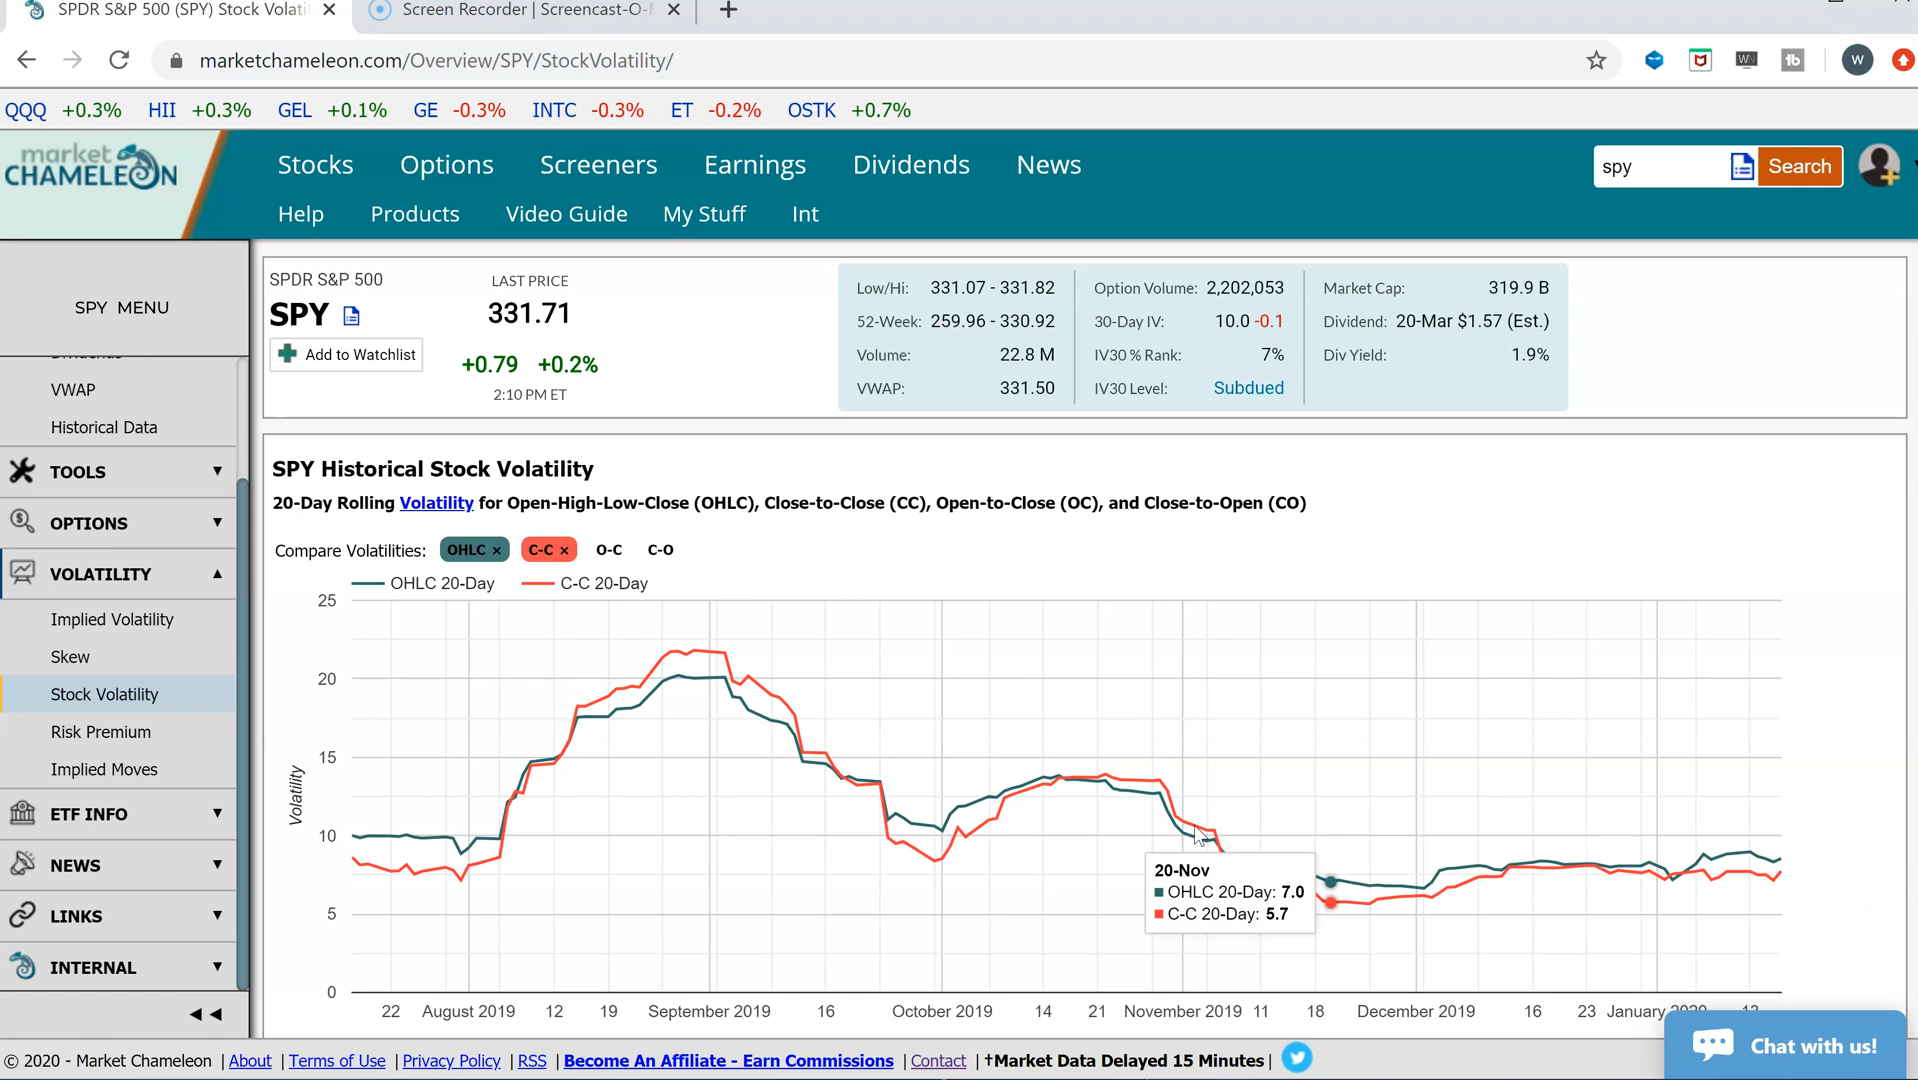 SPDR S&P 500 (SPY) Stock Volati
Screen Recorder | Screencast-O-
marketchameleon.com/Overview/SPY/StockVolatility/
W
QQQ +0.3% HII +0.3% GEL +0.1% GE -0.3% INTC -0.3% ET -0.2% OSTK +0.7%
market
CHAMELEON
Stocks Options Screeners Earnings Dividends News
Help Products Video Guide My Stuff Int
spy
Search
SPY MENU
VWAP
Historical Data
TOOLS
OPTIONS
VOLATILITY
Implied Volatility
Skew
Stock Volatility
Risk Premium
Implied Moves
ETF INFO
NEWS
LINKS
INTERNAL
SPDR S&P 500
SPY
Add to Watchlist
LAST PRICE
331.71
+0.79 +0.2%
2:10 PM ET
Low/Hi: 331.07 - 331.82
52-Week: 259.96 - 330.92
Volume: 22.8 M
VWAP: 331.50
Option Volume: 2,202,053
30-Day IV: 10.0 -0.1
IV30 % Rank: 7%
IV30 Level: Subdued
Market Cap: 319.9 B
Dividend: 20-Mar $1.57 (Est.)
Div Yield: 1.9%
SPY Historical Stock Volatility
20-Day Rolling Volatility for Open-High-Low-Close (OHLC), Close-to-Close (CC), Open-to-Close (OC), and Close-to-Open (CO)
Compare Volatilities: OHLC × C-C × O-C C-O
OHLC 20-Day C-C 20-Day
25
20
15
10
5
0
Volatility
20-Nov
OHLC 20-Day: 7.0
C-C 20-Day: 5.7
22 August 2019 12 19 September 2019 16 October 2019 14 21 November 2019 11 18 December 2019 16 23 January 2020 13
© 2020 - Market Chameleon | About | Terms of Use | Privacy Policy | RSS | Become An Affiliate - Earn Commissions | Contact | †Market Data Delayed 15 Minutes |
Chat with us!